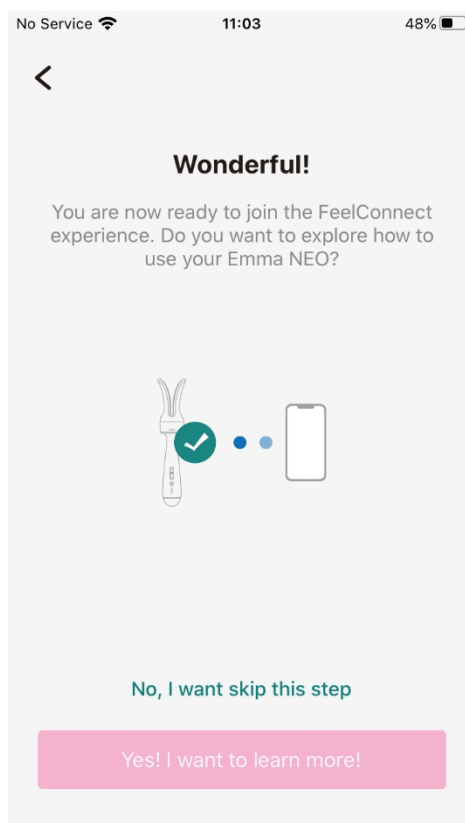 No Service 11:03 48%
Wonderful!
You are now ready to join the FeelConnect
experience. Do you want to explore how to
use your Emma NEO?
No, I want skip this step
Yes! I want to learn more!